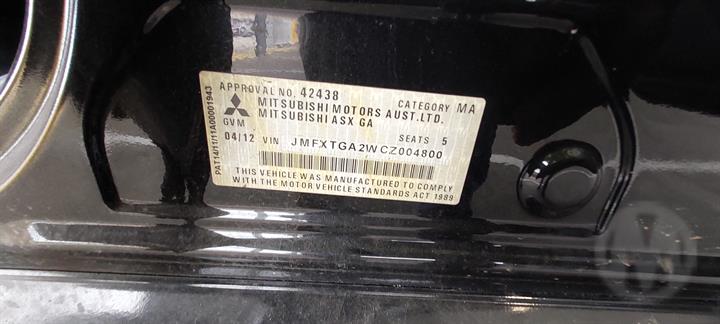 APPROVAL NO. 42438 CATEGORY MA
MITSUBISHI MOTORS AUST.LTD.
MITSUBISHI ASX GA
GVM
04/12 VIN JMFXTGA2WCZ004800 SEATS 5
THIS VEHICLE WAS MANUFACTURED TO COMPLY
WITH THE MOTOR VEHICLE STANDARDS ACT 1989
PAT14/11/11A00001943